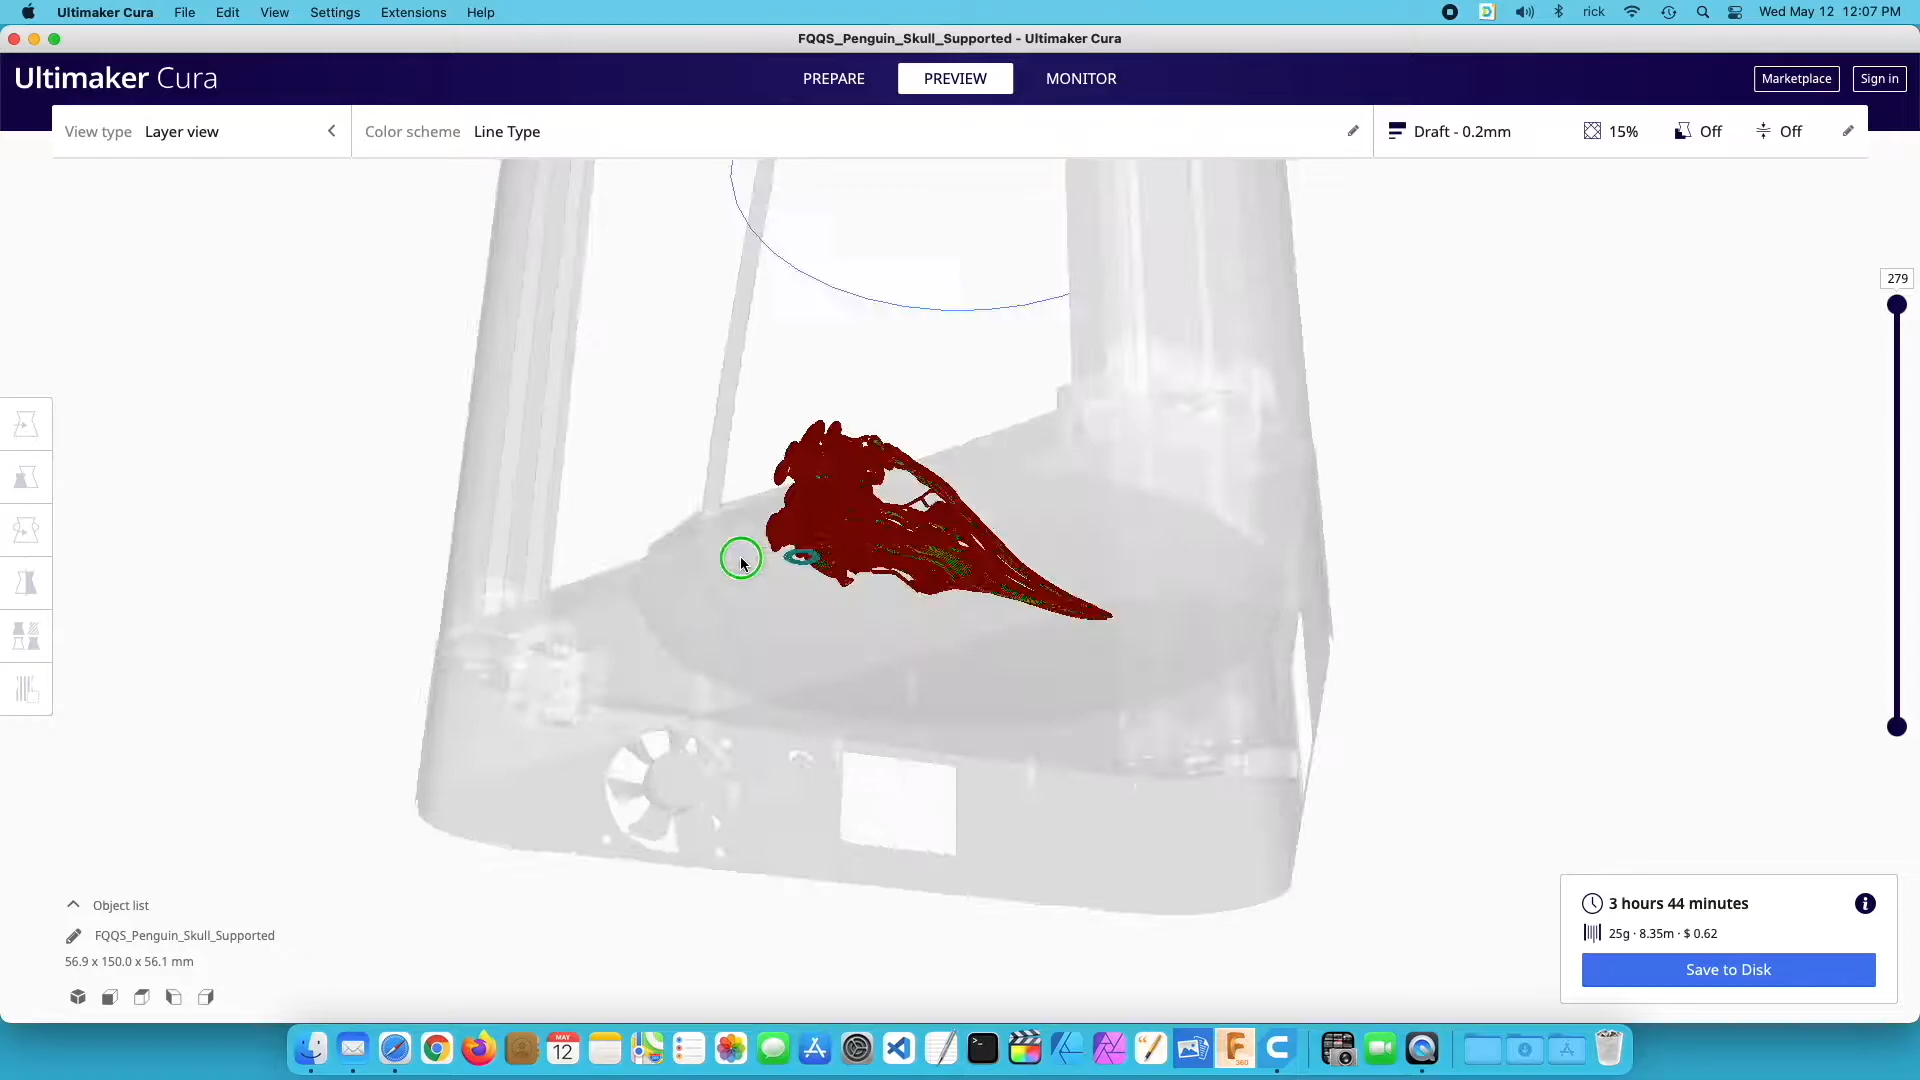 Ultimaker Cura File Edit View Settings Extensions Help
rick Wed May 12 12:07 PM
FQQS_Penguin_Skull_Supported - Ultimaker Cura
Ultimaker Cura
PREPARE PREVIEW MONITOR
Marketplace Sign in
View type Layer view
Color scheme Line Type
Draft - 0.2mm 15% Off Off
279
Object list
FQQS_Penguin_Skull_Supported
56.9 x 150.0 x 56.1 mm
3 hours 44 minutes
25g · 8.35m · $ 0.62
Save to Disk
MAY
12
360